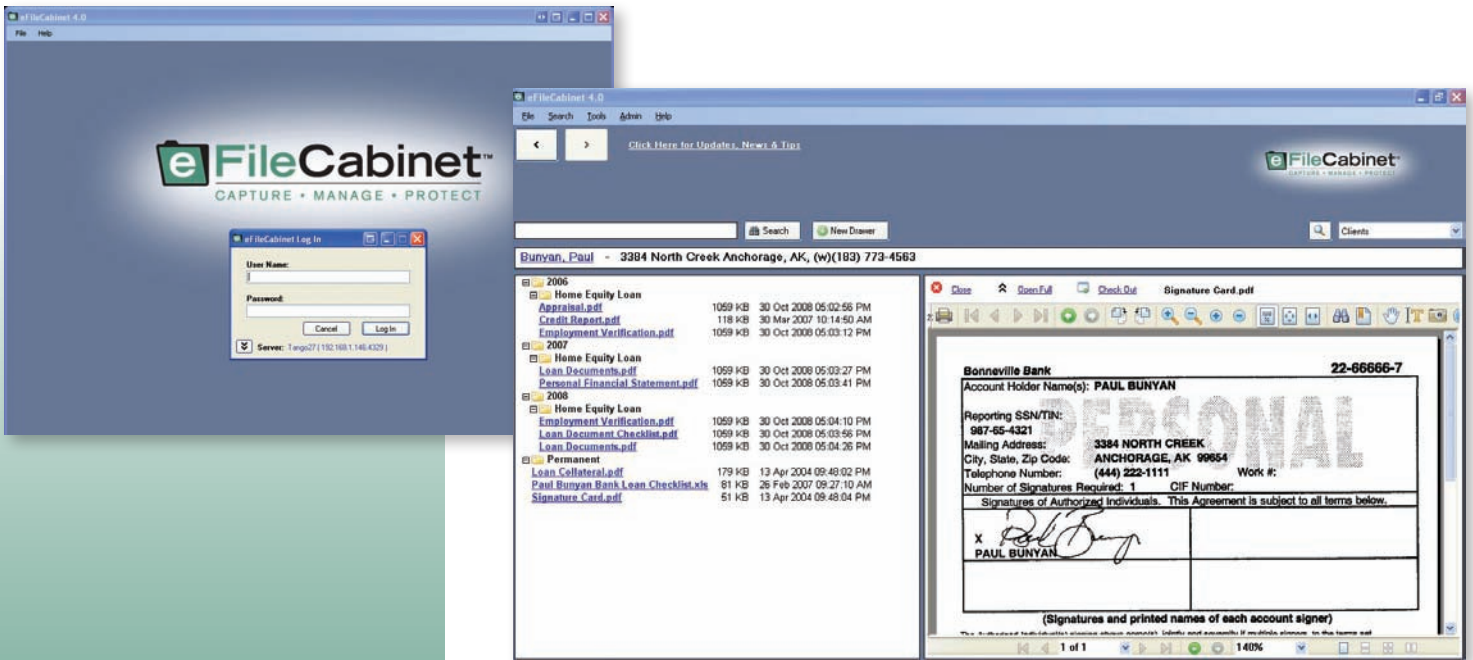 eFileCabinet 4.0
File Help
e FileCabinet™
CAPTURE • MANAGE • PROTECT
eFileCabinet Log In
User Name:
Password:
Cancel Log In
Server: Tango27 ( 192.168.1.146:4329 )
eFileCabinet 4.0
File Search Tools Admin Help
< > Click Here for Updates, News & Tips
e FileCabinet
CAPTURE • MANAGE • PROTECT
Search New Drawer Clients
Bunyan, Paul - 3384 North Creek Anchorage, AK, (w)(183) 773-4563
2006
Home Equity Loan
Appraisal.pdf 1059 KB 30 Oct 2008 05:02:56 PM
Credit Report.pdf 118 KB 30 Mar 2007 10:14:50 AM
Employment Verification.pdf 1059 KB 30 Oct 2008 05:03:12 PM
2007
Home Equity Loan
Loan Documents.pdf 1059 KB 30 Oct 2008 05:03:27 PM
Personal Financial Statement.pdf 1059 KB 30 Oct 2008 05:03:41 PM
2008
Home Equity Loan
Employment Verification.pdf 1059 KB 30 Oct 2008 05:04:10 PM
Loan Document Checklist.pdf 1059 KB 30 Oct 2008 05:03:56 PM
Loan Documents.pdf 1059 KB 30 Oct 2008 05:04:26 PM
Permanent
Loan Collateral.pdf 179 KB 13 Apr 2004 09:48:02 PM
Paul Bunyan Bank Loan Checklist.xls 81 KB 26 Feb 2007 09:27:10 AM
Signature Card.pdf 51 KB 13 Apr 2004 09:48:04 PM
Close Open Full Check Out Signature Card.pdf
Bonneville Bank 22-66666-7
Account Holder Name(s): PAUL BUNYAN
PERSONAL
Reporting SSN/TIN:
987-65-4321
Mailing Address: 3384 NORTH CREEK
City, State, Zip Code: ANCHORAGE, AK 99654
Telephone Number: (444) 222-1111 Work #:
Number of Signatures Required: 1 CIF Number:
Signatures of Authorized Individuals. This Agreement is subject to all terms below.
X Paul Bunyan
PAUL BUNYAN
(Signatures and printed names of each account signer)
1 of 1 140%